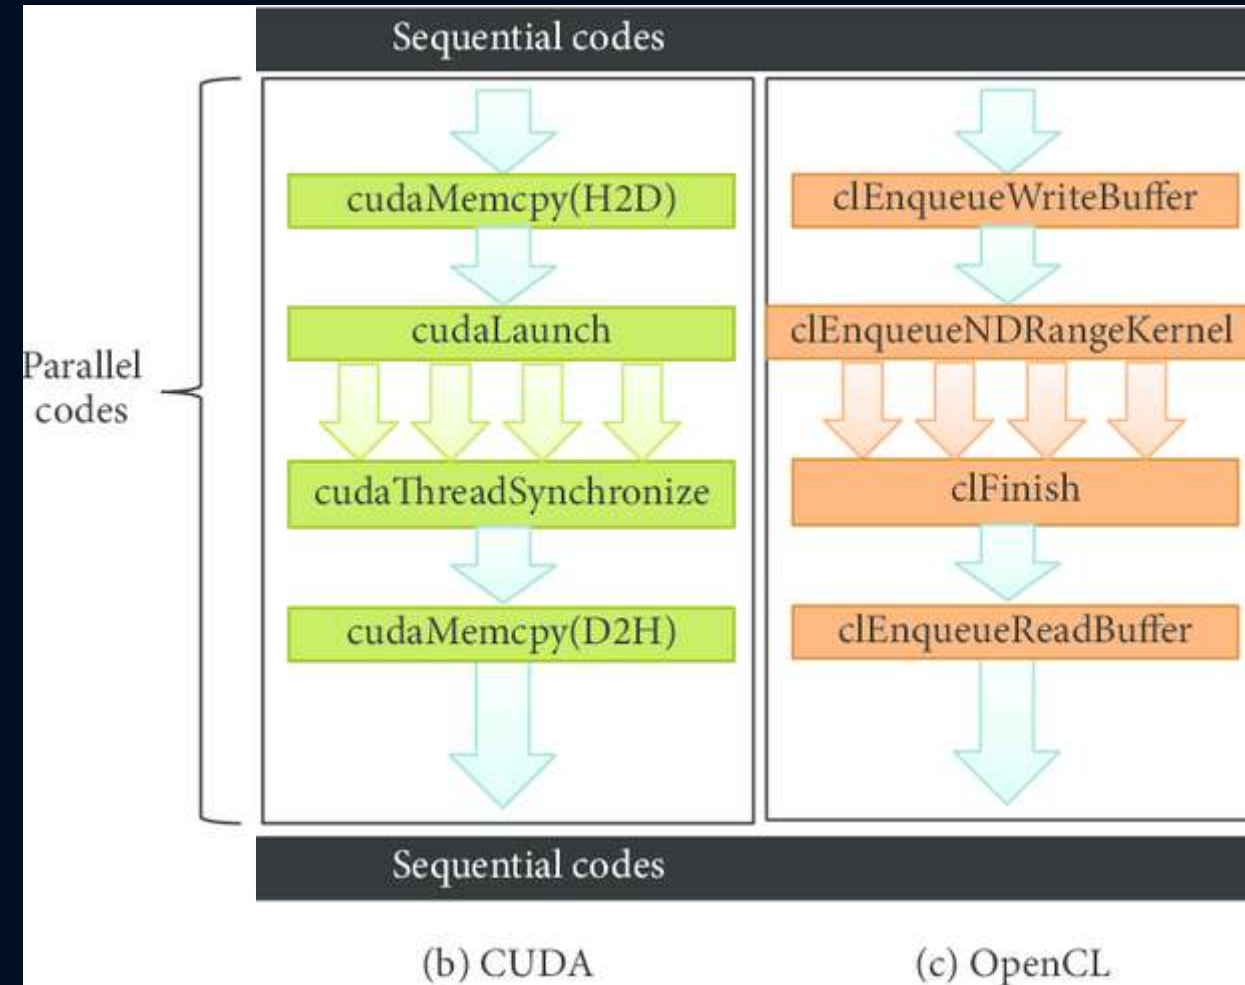 Sequential codes
cudaMemcpy(H2D)
clEnqueueWriteBuffer
cudaLaunch
clEnqueueNDRangeKernel
Parallel
codes
cudaThreadSynchronize
clFinish
cudaMemcpy(D2H)
clEnqueueReadBuffer
Sequential codes
(b) CUDA
(c) OpenCL